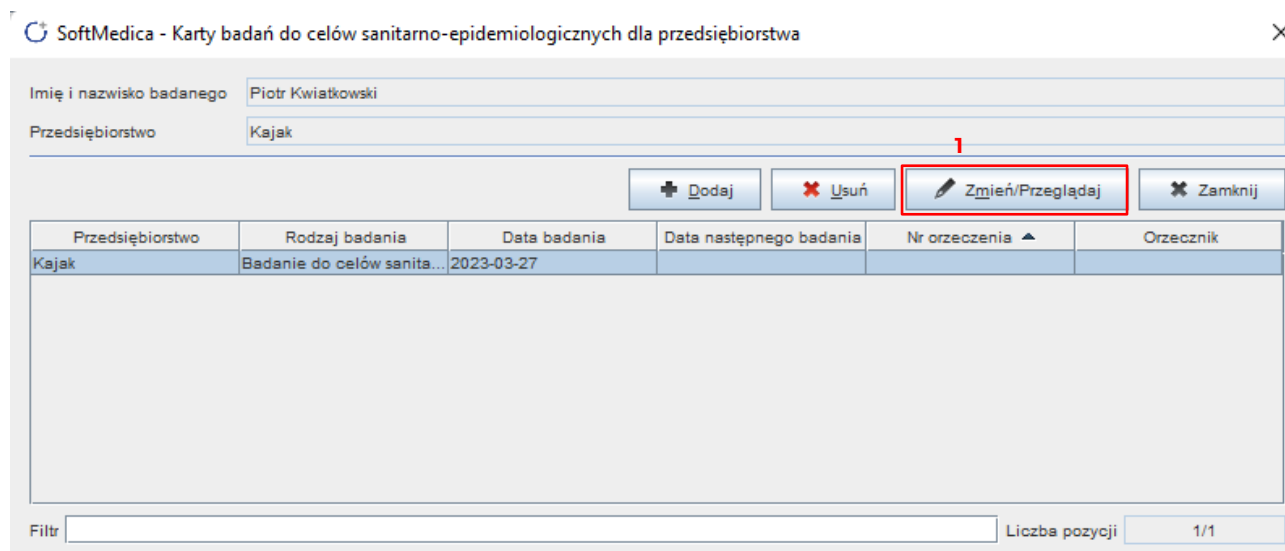 SoftMedica - Karty badań do celów sanitarno-epidemiologicznych dla przedsiębiorstwa
Imię i nazwisko badanego Piotr Kwiatkowski
Przedsiębiorstwo Kajak
1
Dodaj Usuń Zmień/Przeglądaj Zamknij
Przedsiębiorstwo Rodzaj badania Data badania Data następnego badania Nr orzeczenia Orzecznik
Kajak Badanie do celów sanita... 2023-03-27
Filtr Liczba pozycji 1/1